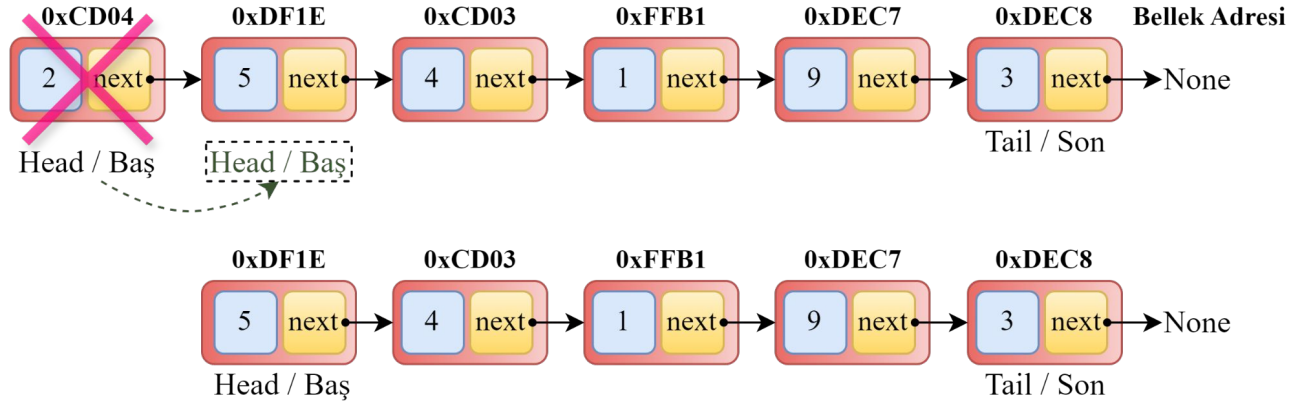 0xCD04 0xDF1E 0xCD03 0xFFB1 0xDEC7 0xDEC8 Bellek Adresi
2 next 5 next 4 next 1 next 9 next 3 next None
Tail / Son
Head / Baş Head / Baş
0xDF1E 0xCD03 0xFFB1 0xDEC7 0xDEC8
5 next 4 next 1 next 9 next 3 next None
Head / Baş Tail / Son